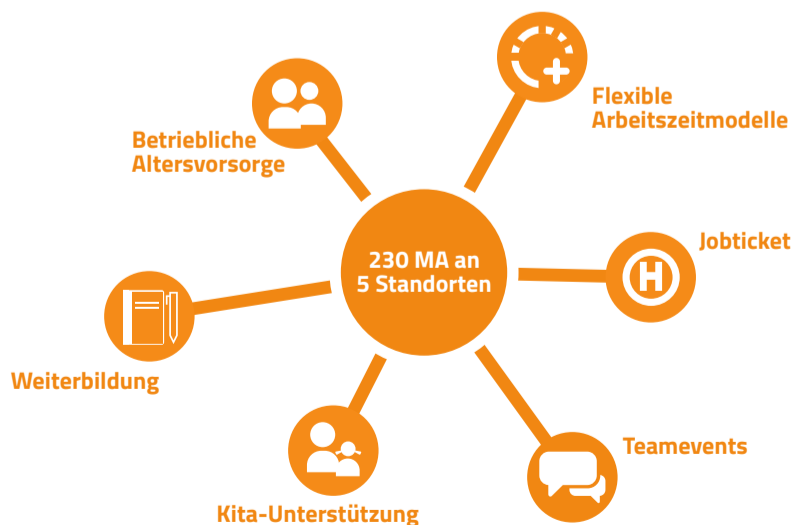 Flexible
Arbeitszeitmodelle
Betriebliche
Altersvorsorge
Jobticket
230 MA an
5 Standorten
H
Weiterbildung
Teamevents
Kita-Unterstützung